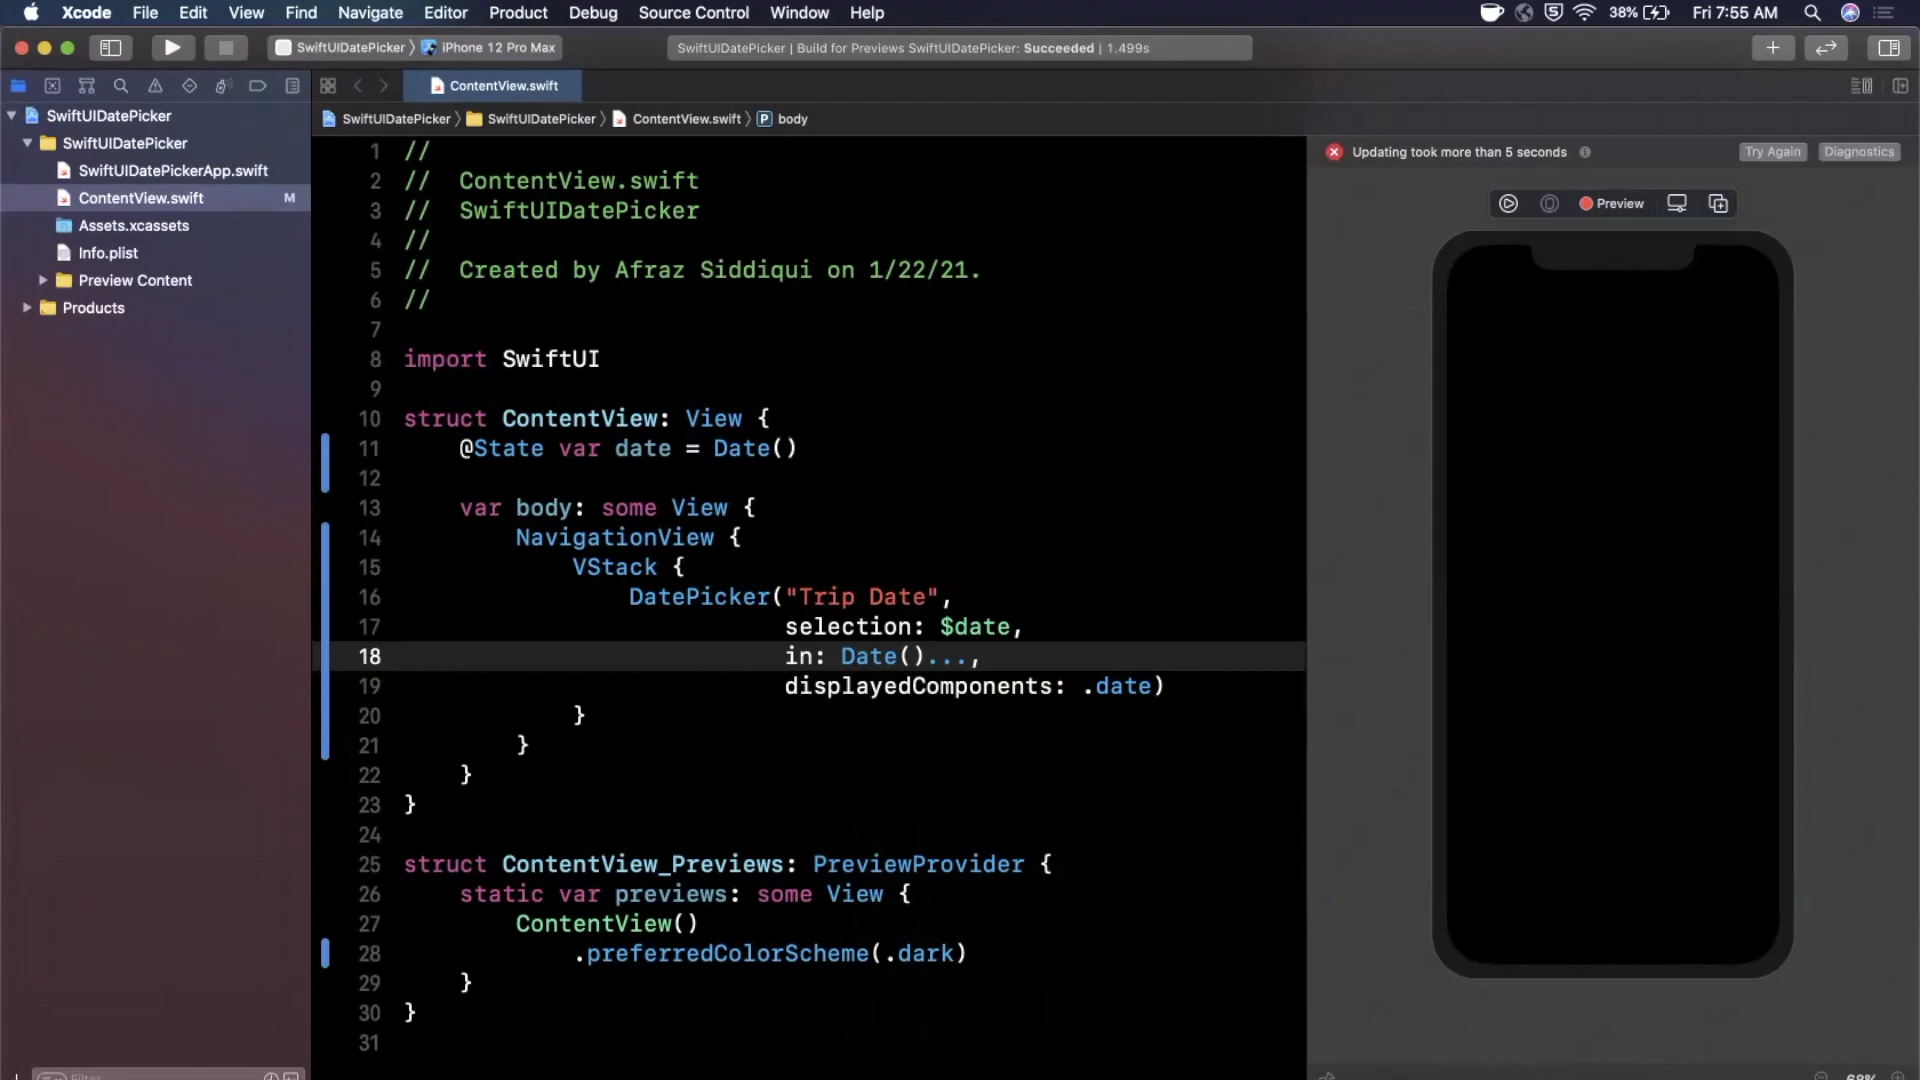 Xcode File Edit View Find Navigate Editor Product Debug Source Control Window Help 38% Fri 7:55 AM
SwiftUIDatePicker iPhone 12 Pro Max SwiftUIDatePicker | Build for Previews SwiftUIDatePicker: Succeeded | 1.499s
ContentView.swift
SwiftUIDatePicker SwiftUIDatePicker ContentView.swift P body
SwiftUIDatePicker
SwiftUIDatePicker
SwiftUIDatePickerApp.swift
ContentView.swift M
Assets.xcassets
Info.plist
Preview Content
Products
Filter
1 //
2 //  ContentView.swift
3 //  SwiftUIDatePicker
4 //
5 //  Created by Afraz Siddiqui on 1/22/21.
6 //
7
8 import SwiftUI
9
10 struct ContentView: View {
11     @State var date = Date()
12
13     var body: some View {
14         NavigationView {
15             VStack {
16                 DatePicker("Trip Date",
17                            selection: $date,
18                            in: Date()...,
19                            displayedComponents: .date)
20             }
21         }
22     }
23 }
24
25 struct ContentView_Previews: PreviewProvider {
26     static var previews: some View {
27         ContentView()
28             .preferredColorScheme(.dark)
29     }
30 }
31
Updating took more than 5 seconds Try Again Diagnostics
Preview
68%